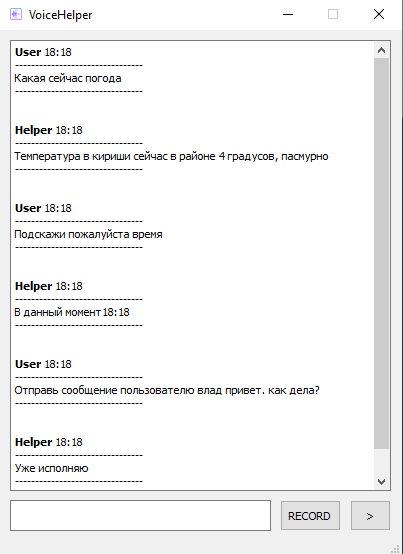 VoiceHelper
User 18:18
--------------------------------
Какая сейчас погода
--------------------------------
Helper 18:18
--------------------------------
Температура в кириши сейчас в районе 4 градусов, пасмурно
--------------------------------
User 18:18
--------------------------------
Подскажи пожалуйста время
--------------------------------
Helper 18:18
--------------------------------
В данный момент 18:18
--------------------------------
User 18:18
--------------------------------
Отправь сообщение пользователю влад привет. как дела?
--------------------------------
Helper 18:18
--------------------------------
Уже исполняю
--------------------------------
RECORD >